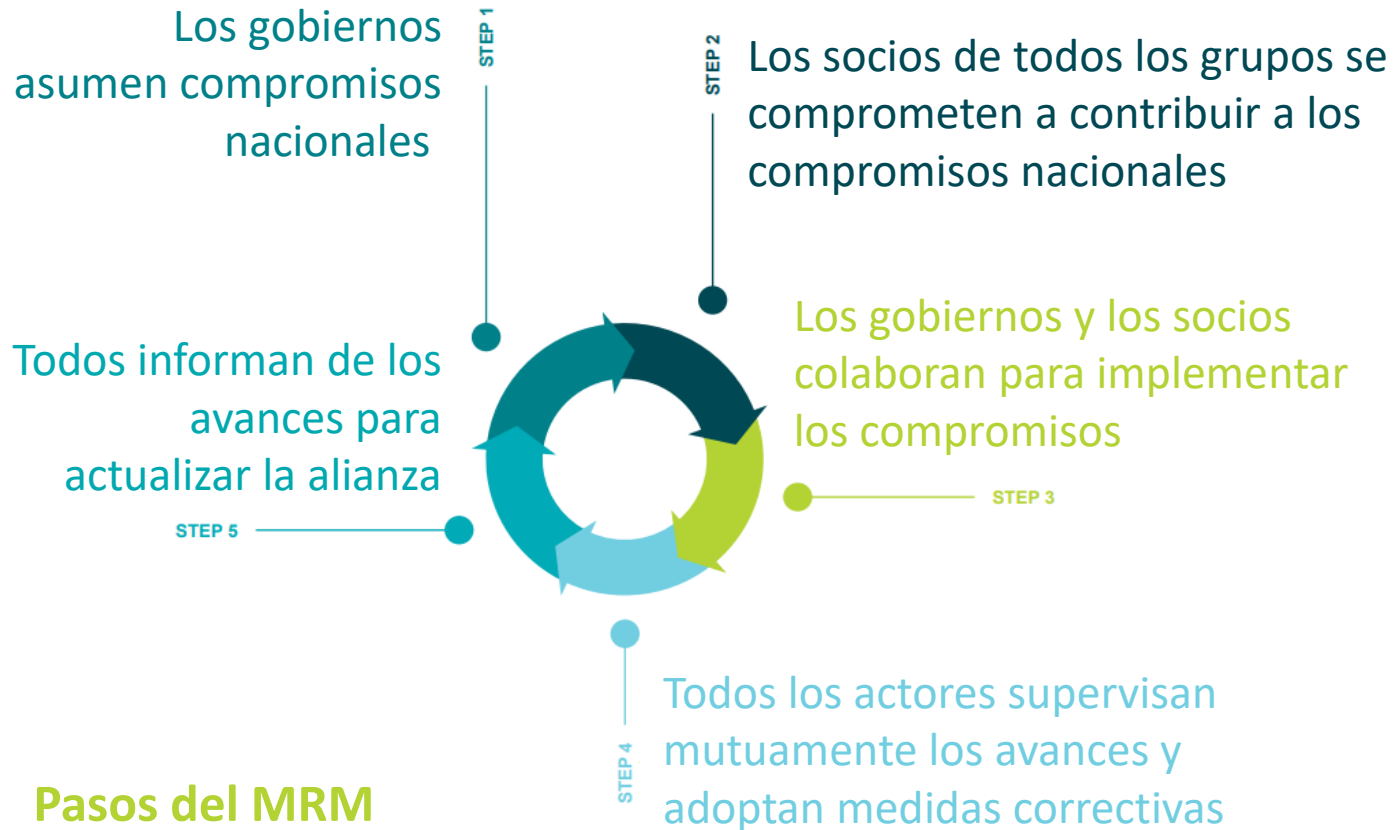 STEP 1
Los gobiernos
asumen compromisos
nacionales
STEP 2
Los socios de todos los grupos se
comprometen a contribuir a los
compromisos nacionales
Los gobiernos y los socios
colaboran para implementar
los compromisos
STEP 3
STEP 4
Todos los actores supervisan
mutuamente los avances y
adoptan medidas correctivas
Todos informan de los
avances para
actualizar la alianza
STEP 5
Pasos del MRM